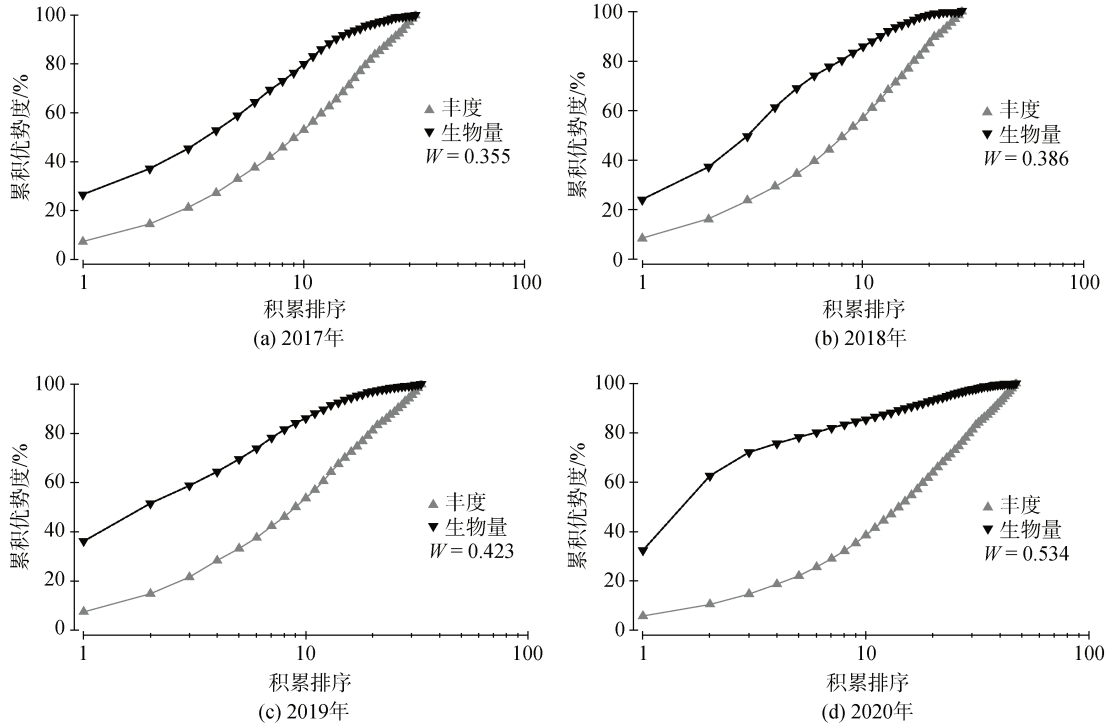 100
80
60
40
20
0
累积优势度/%
丰度
生物量
W = 0.355
1
10
100
积累排序
(a) 2017年
100
80
60
40
20
0
累积优势度/%
丰度
生物量
W = 0.386
1
10
100
积累排序
(b) 2018年
100
80
60
40
20
0
累积优势度/%
丰度
生物量
W = 0.423
1
10
100
积累排序
(c) 2019年
100
80
60
40
20
0
累积优势度/%
丰度
生物量
W = 0.534
1
10
100
积累排序
(d) 2020年